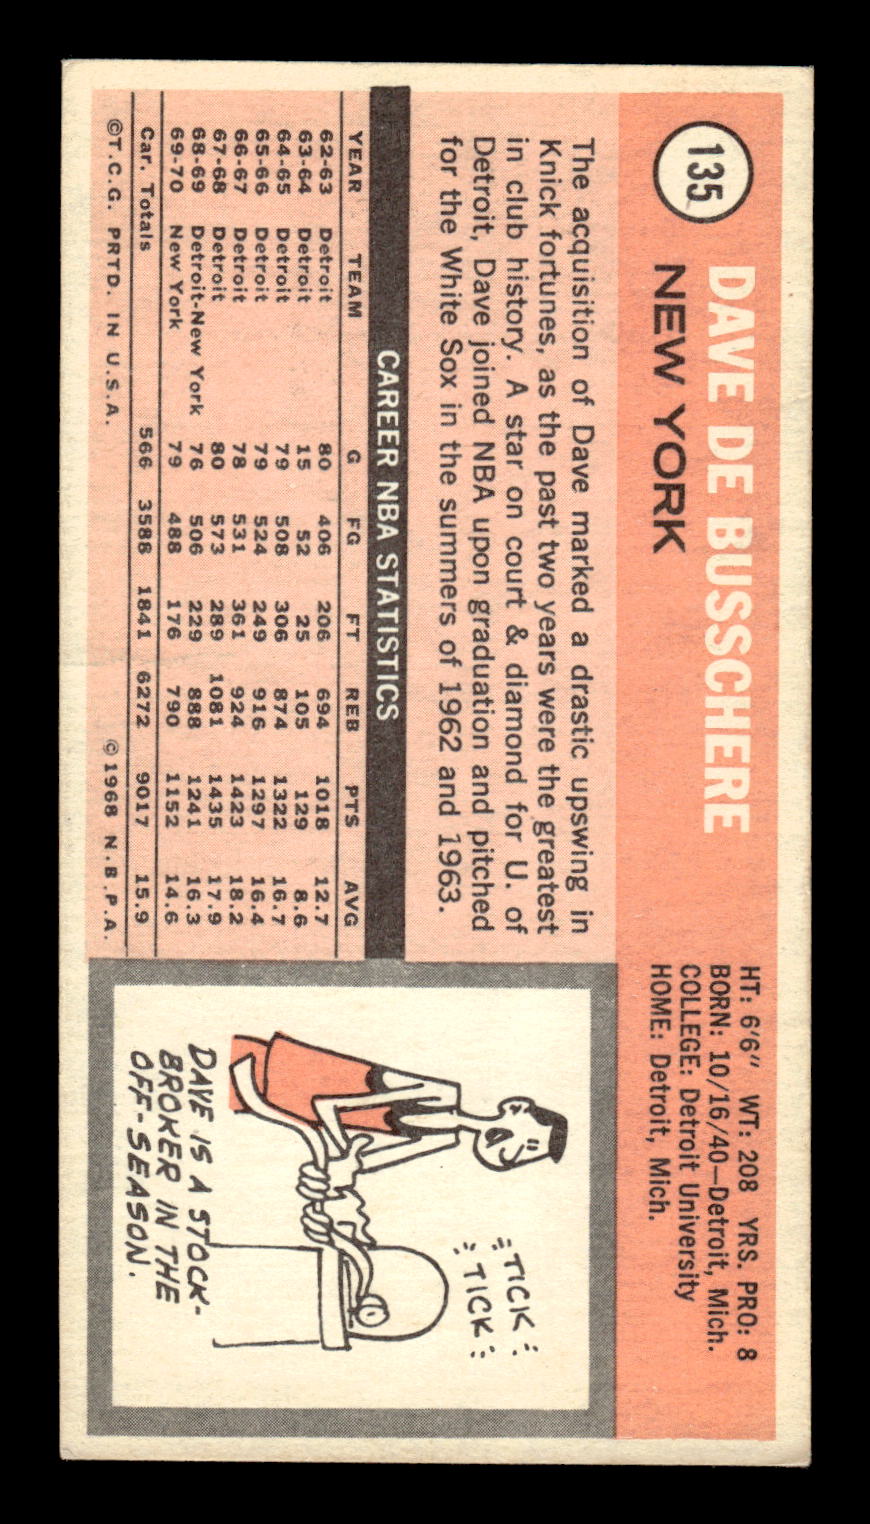 135
DAVE DE BUSSCHERE
NEW YORK
HT: 6'6" WT: 208 YRS. PRO: 8
BORN: 10/16/40—Detroit, Mich.
COLLEGE: Detroit University
HOME: Detroit, Mich.
The acquisition of Dave marked a drastic upswing in
Knick fortunes, as the past two years were the greatest
in club history. A star on court & diamond for U. of
Detroit, Dave joined NBA upon graduation and pitched
for the White Sox in the summers of 1962 and 1963.
CAREER NBA STATISTICS
YEAR TEAM G FG FT REB PTS AVG
62-63 Detroit 80 406 206 694 1018 12.7
63-64 Detroit 15 52 25 105 129 8.6
64-65 Detroit 79 508 306 874 1322 16.7
65-66 Detroit 79 524 249 916 1297 16.4
66-67 Detroit 78 531 361 924 1423 18.2
67-68 Detroit 80 573 289 1081 1435 17.9
68-69 Detroit-New York 76 506 229 888 1241 16.3
69-70 New York 79 488 176 790 1152 14.6
Car. Totals 566 3588 1841 6272 9017 15.9
©T.C.G. PRTD. IN U.S.A. ©1968 N.B.P.A.
TICK
TICK
DAVE IS A STOCK-
BROKER IN THE
OFF-SEASON.